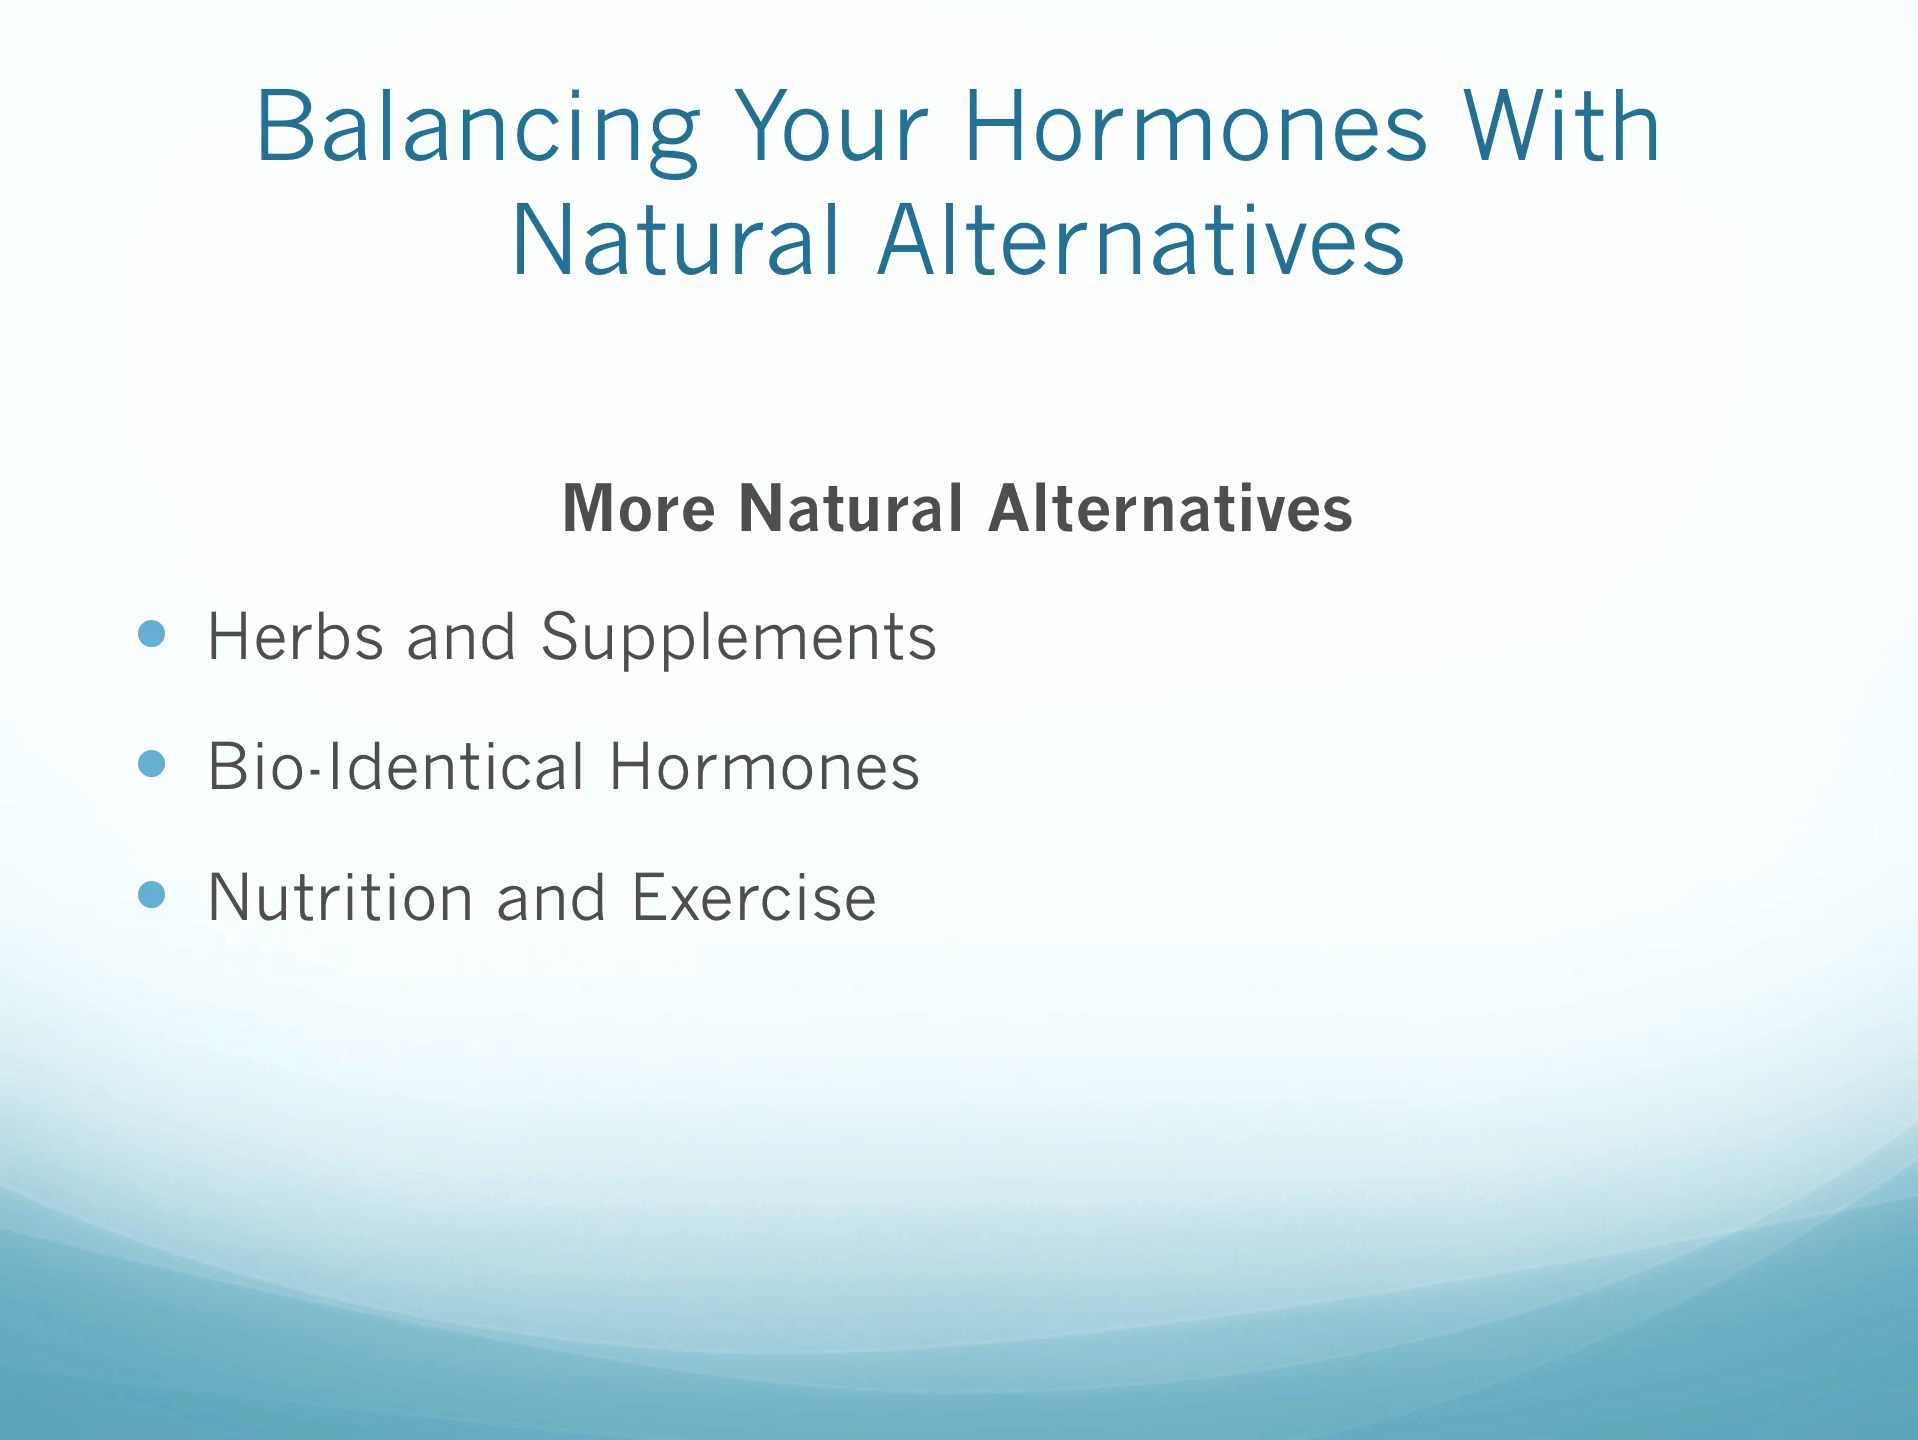 Balancing Your Hormones With
Natural Alternatives
More Natural Alternatives
• Herbs and Supplements
• Bio-Identical Hormones
• Nutrition and Exercise